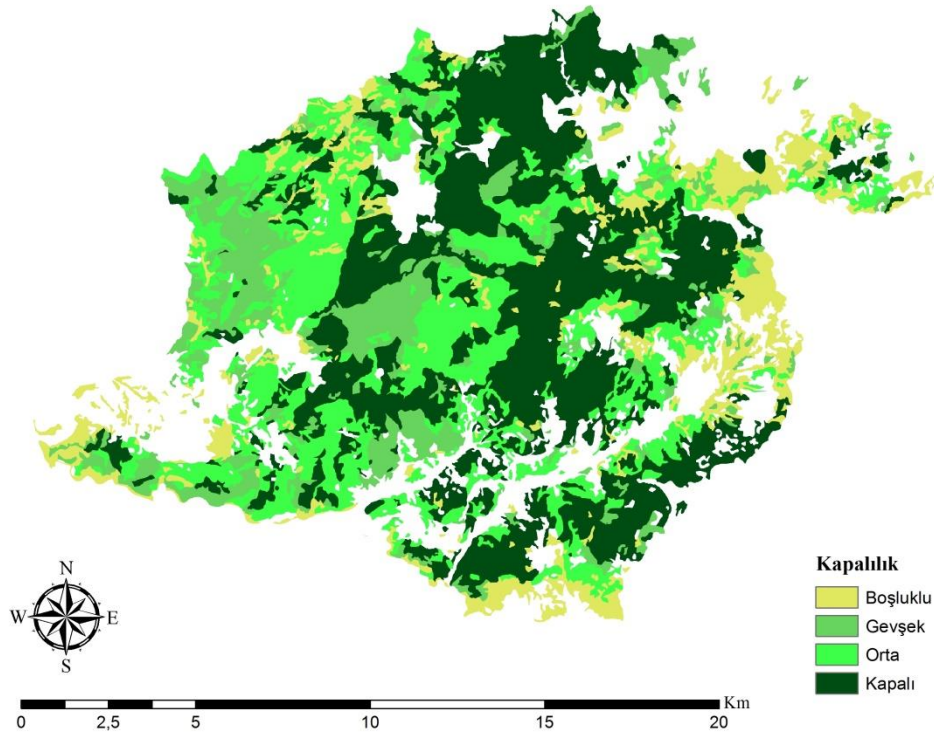 Kapalılık
Boşluklu
Gevşek
Orta
Kapalı
N
W E
S
Km
0 2,5 5 10 15 20